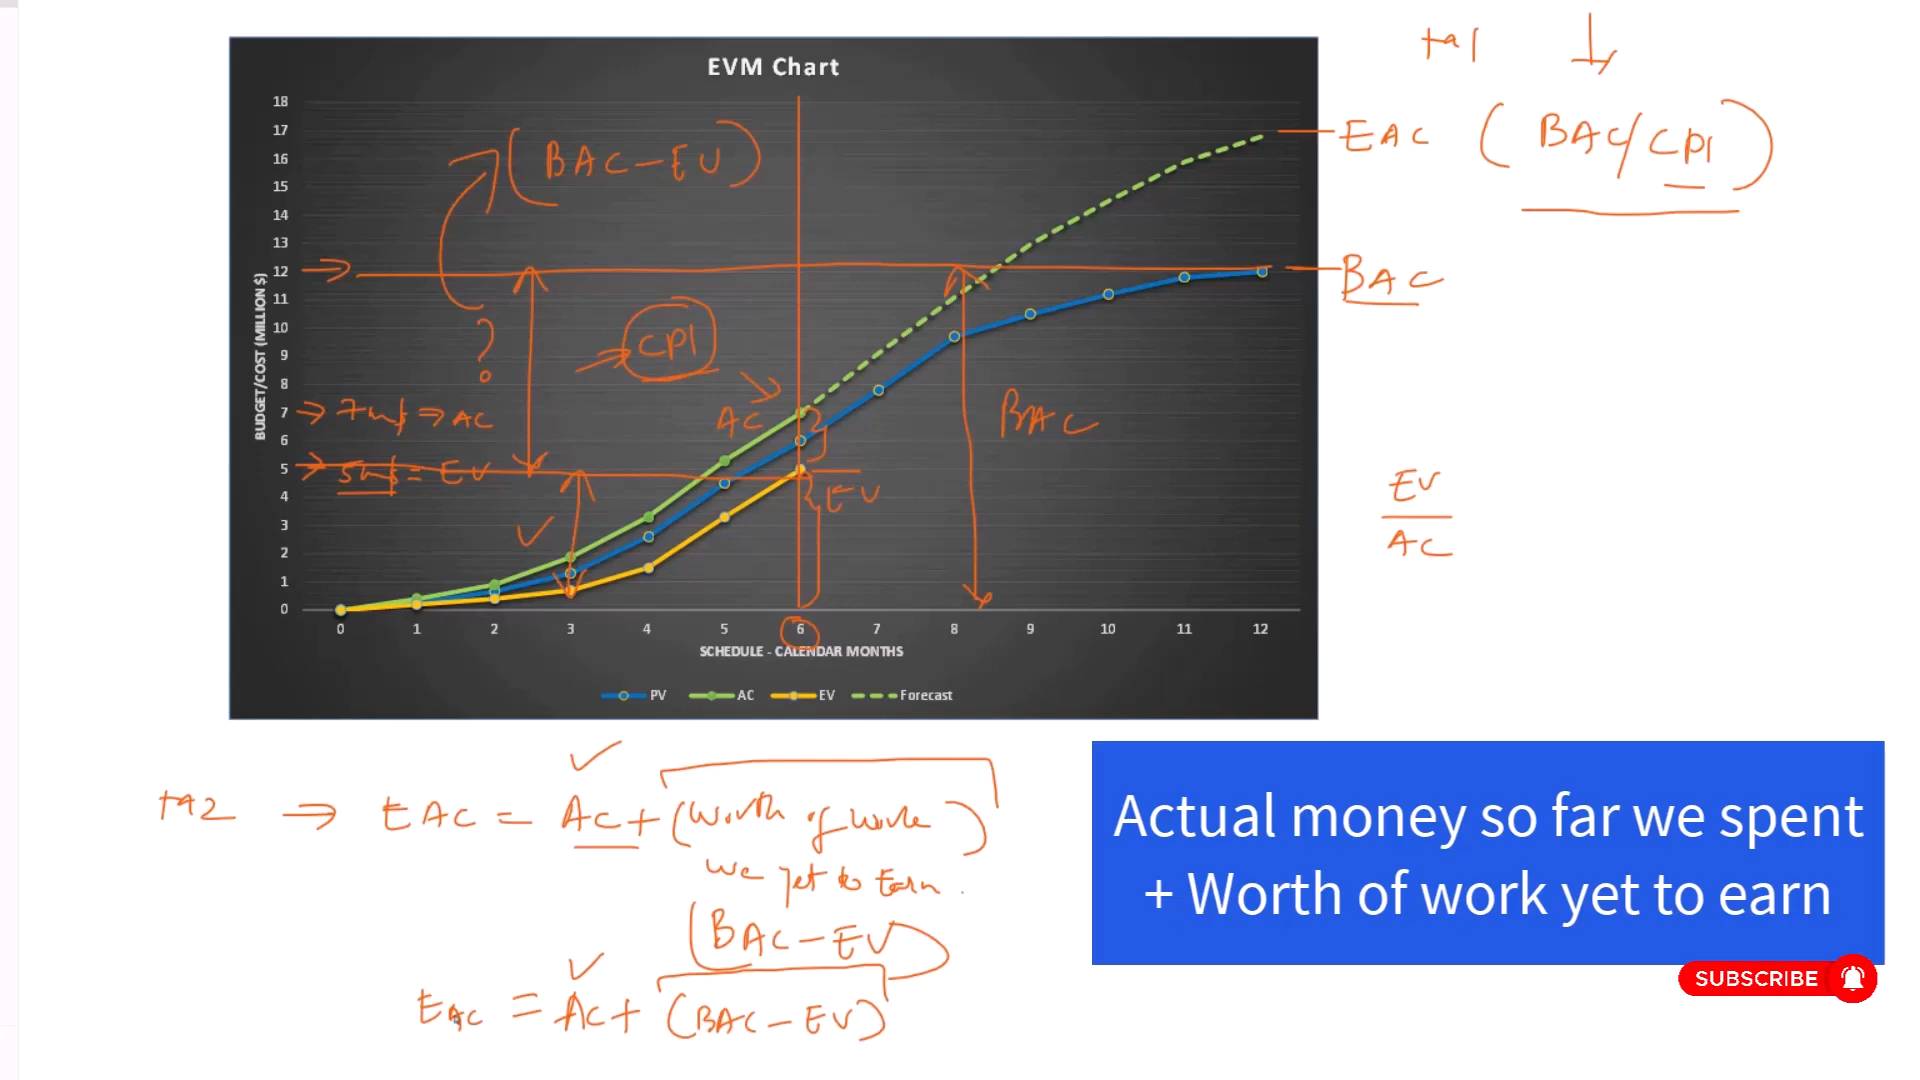 EVM Chart
18
17
16
15
14
13
12
11
10
9
8
7
6
5
4
3
2
1
0
BUDGET/COST (MILLION $)
0 1 2 3 4 5 6 7 8 9 10 11 12
SCHEDULE - CALENDAR MONTHS
PV AC EV Forecast
(BAC-EV)
?
CPI
7m$ => AC
5m$ = EV
AC
EV
BAC
EAC (BAC/CPI)
BAC
EV
AC
EAC = AC+(Worth of work)
we yet to Earn.
(BAC-EV)
EAC = AC+ (BAC-EV)
Actual money so far we spent
+ Worth of work yet to earn
SUBSCRIBE